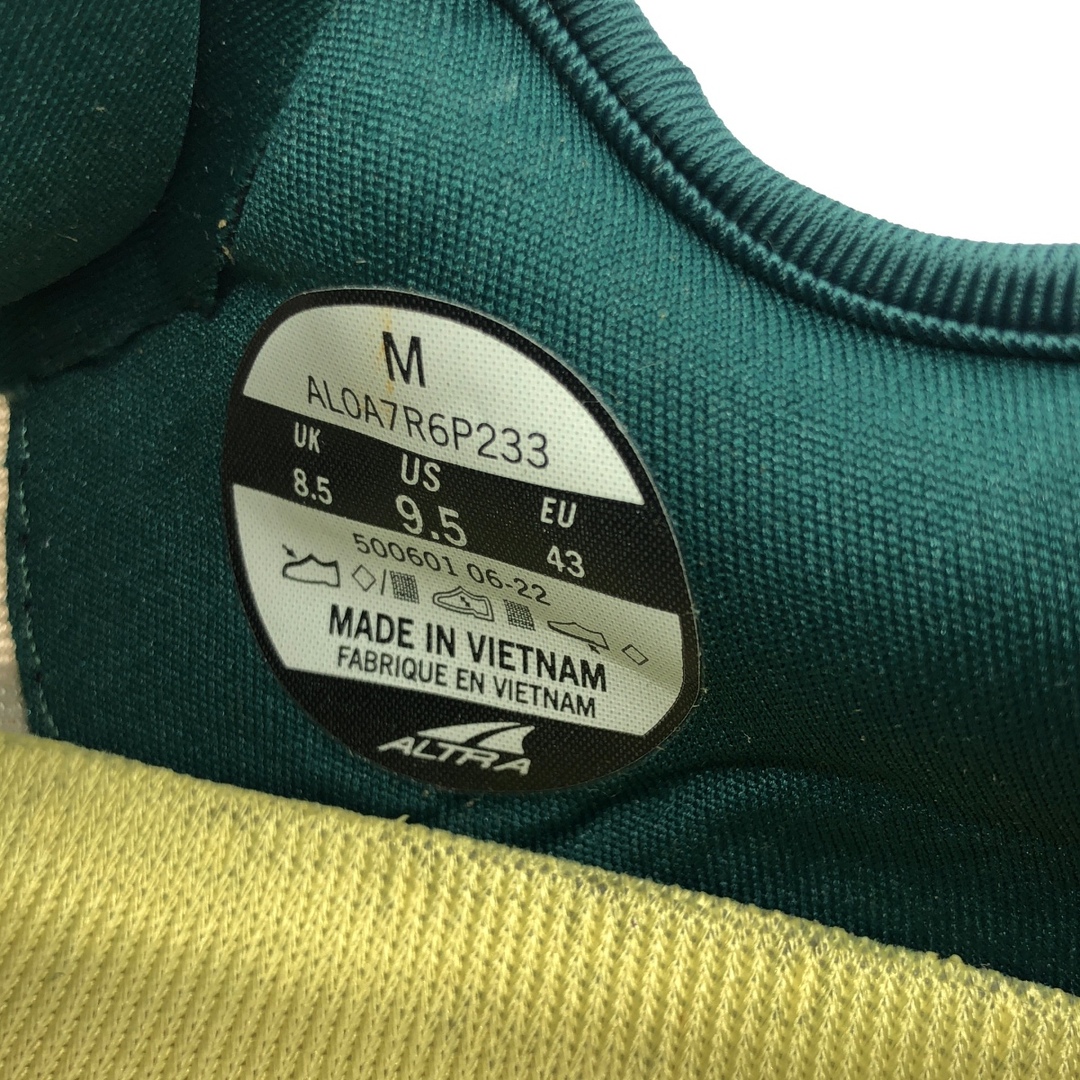 M
AL0A7R6P233
UK US EU
8.5 9.5 43
500601 06-22
MADE IN VIETNAM
FABRIQUE EN VIETNAM
ALTRA